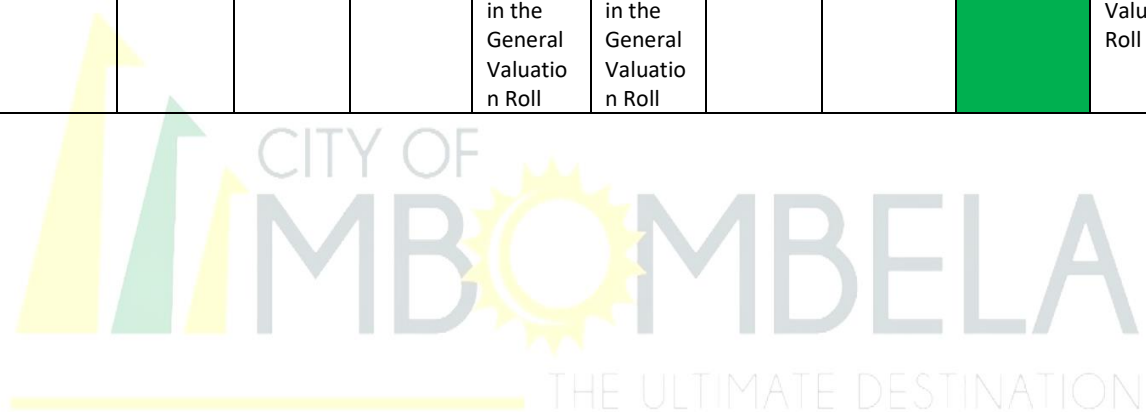 in the
General
Valuatio
n Roll
in the
General
Valuatio
n Roll
Valu
Roll
CITY OF
MBOMBELA
THE ULTIMATE DESTINATION